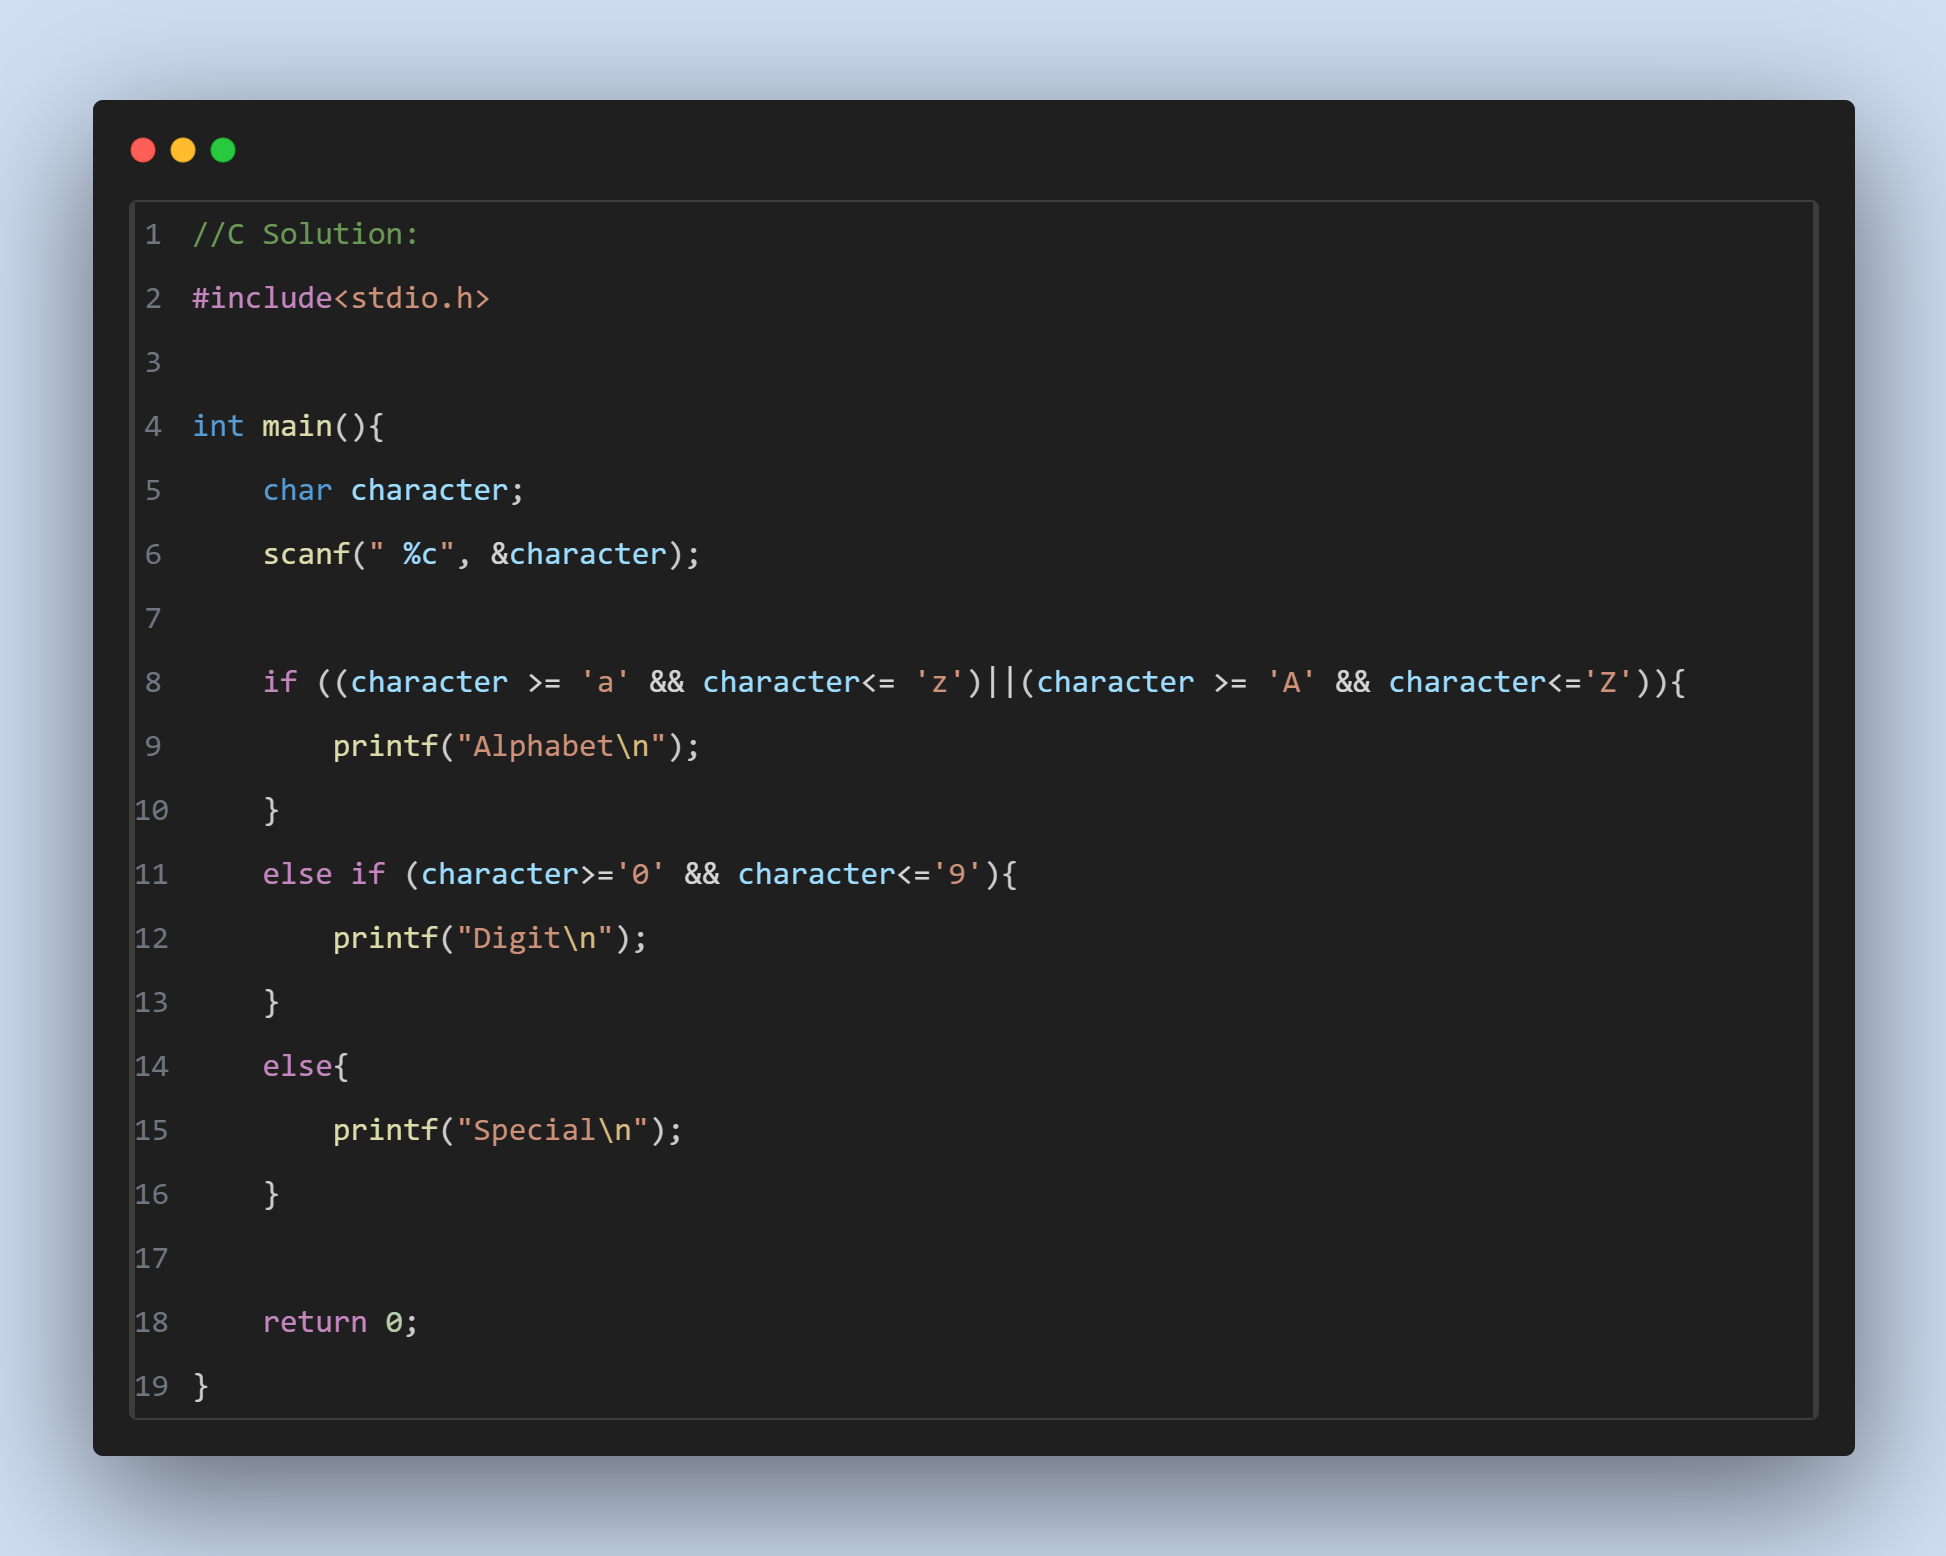 1 //C Solution:
2 #include<stdio.h>
3
4 int main(){
5     char character;
6     scanf(" %c", &character);
7
8     if ((character >= 'a' && character<= 'z')||(character >= 'A' && character<='Z')){
9         printf("Alphabet\n");
10     }
11     else if (character>='0' && character<='9'){
12         printf("Digit\n");
13     }
14     else{
15         printf("Special\n");
16     }
17
18     return 0;
19 }